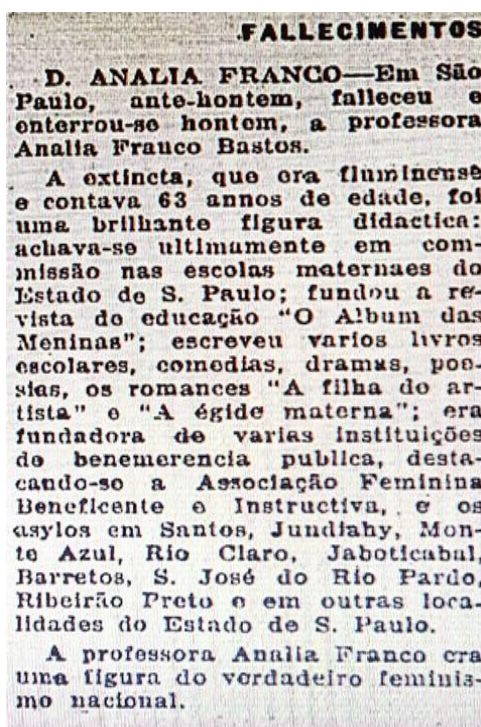 FALLECIMENTOS
D. ANALIA FRANCO—Em São
Paulo, ante-hontem, falleceu e
enterrou-se hontem, a professora
Analia Franco Bastos.
A extincta, que era fluminense
e contava 63 annos de edade, foi
uma brilhante figura didactica:
achava-se ultimamente em com-
missão nas escolas maternaes do
Estado de S. Paulo; fundou a re-
vista de educação "O Album das
Meninas"; escreveu varios livros
escolares, comedias, dramas, poe-
sias, os romances "A filha do ar-
tista" e "A égide materna"; era
fundadora de varias instituições
de benemerencia publica, desta-
cando-se a Associação Feminina
Beneficente e Instructiva, e os
asylos em Santos, Jundiahy, Mon-
te Azul, Rio Claro, Jaboticabal,
Barretos, S. José do Rio Pardo,
Ribeirão Preto e em outras loca-
lidades do Estado de S. Paulo.
A professora Analia Franco era
uma figura do verdadeiro feminis-
mo nacional.